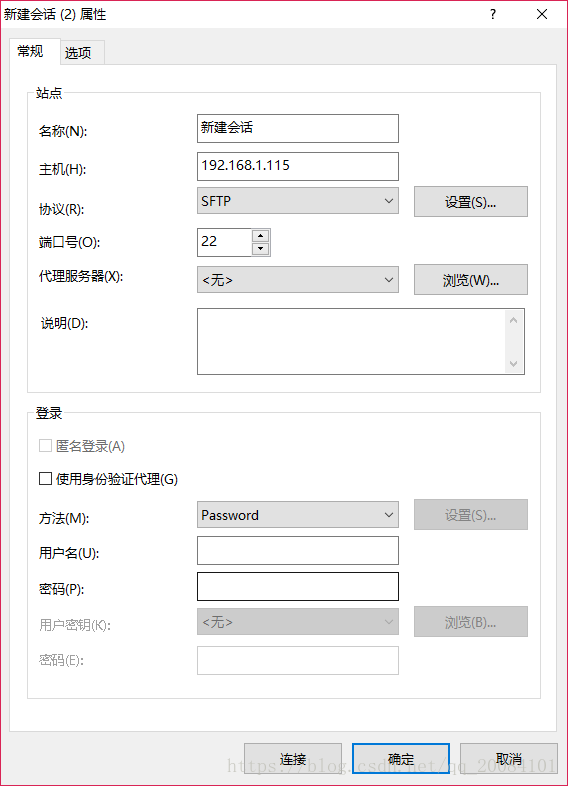 新建会话 (2) 属性 ?
常规 选项
站点
名称(N): 新建会话
主机(H): 192.168.1.115
协议(R): SFTP 设置(S)...
端口号(O): 22
代理服务器(X): <无> 浏览(W)...
说明(D):
登录
匿名登录(A)
使用身份验证代理(G)
方法(M): Password 设置(S)...
用户名(U):
密码(P):
用户密钥(K): <无> 浏览(B)...
密码(E):
连接 确定 取消
https://blog.csdn.net/qq_20034101